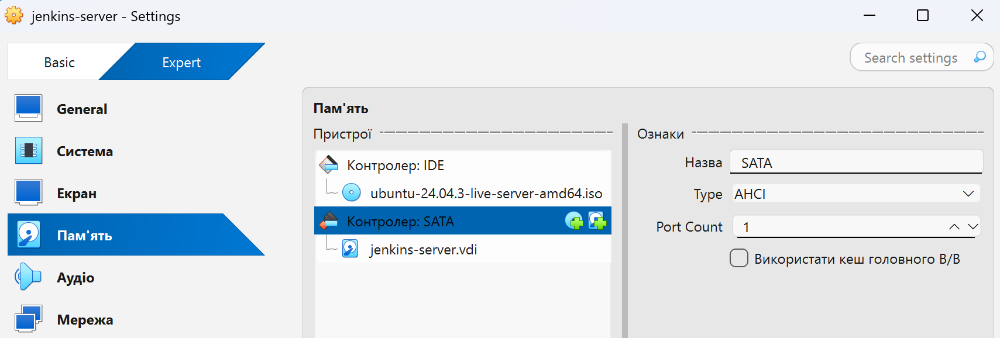 jenkins-server - Settings
Basic
Expert
Search settings
General
Система
Екран
Пам'ять
Аудіо
Мережа
Пам'ять
Пристрої
Контролер: IDE
ubuntu-24.04.3-live-server-amd64.iso
Контролер: SATA
jenkins-server.vdi
Ознаки
Назва SATA
Type AHCI
Port Count 1
Використати кеш головного В/В